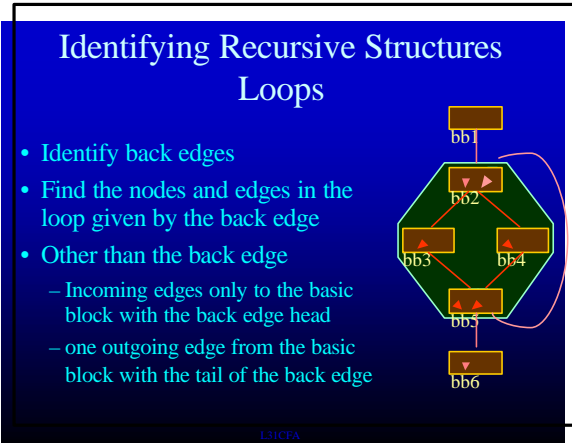 Identifying Recursive Structures
Loops
• Identify back edges
• Find the nodes and edges in the
loop given by the back edge
• Other than the back edge
– Incoming edges only to the basic
block with the back edge head
– one outgoing edge from the basic
block with the tail of the back edge
bb1
bb2
bb3
bb4
bb5
bb6